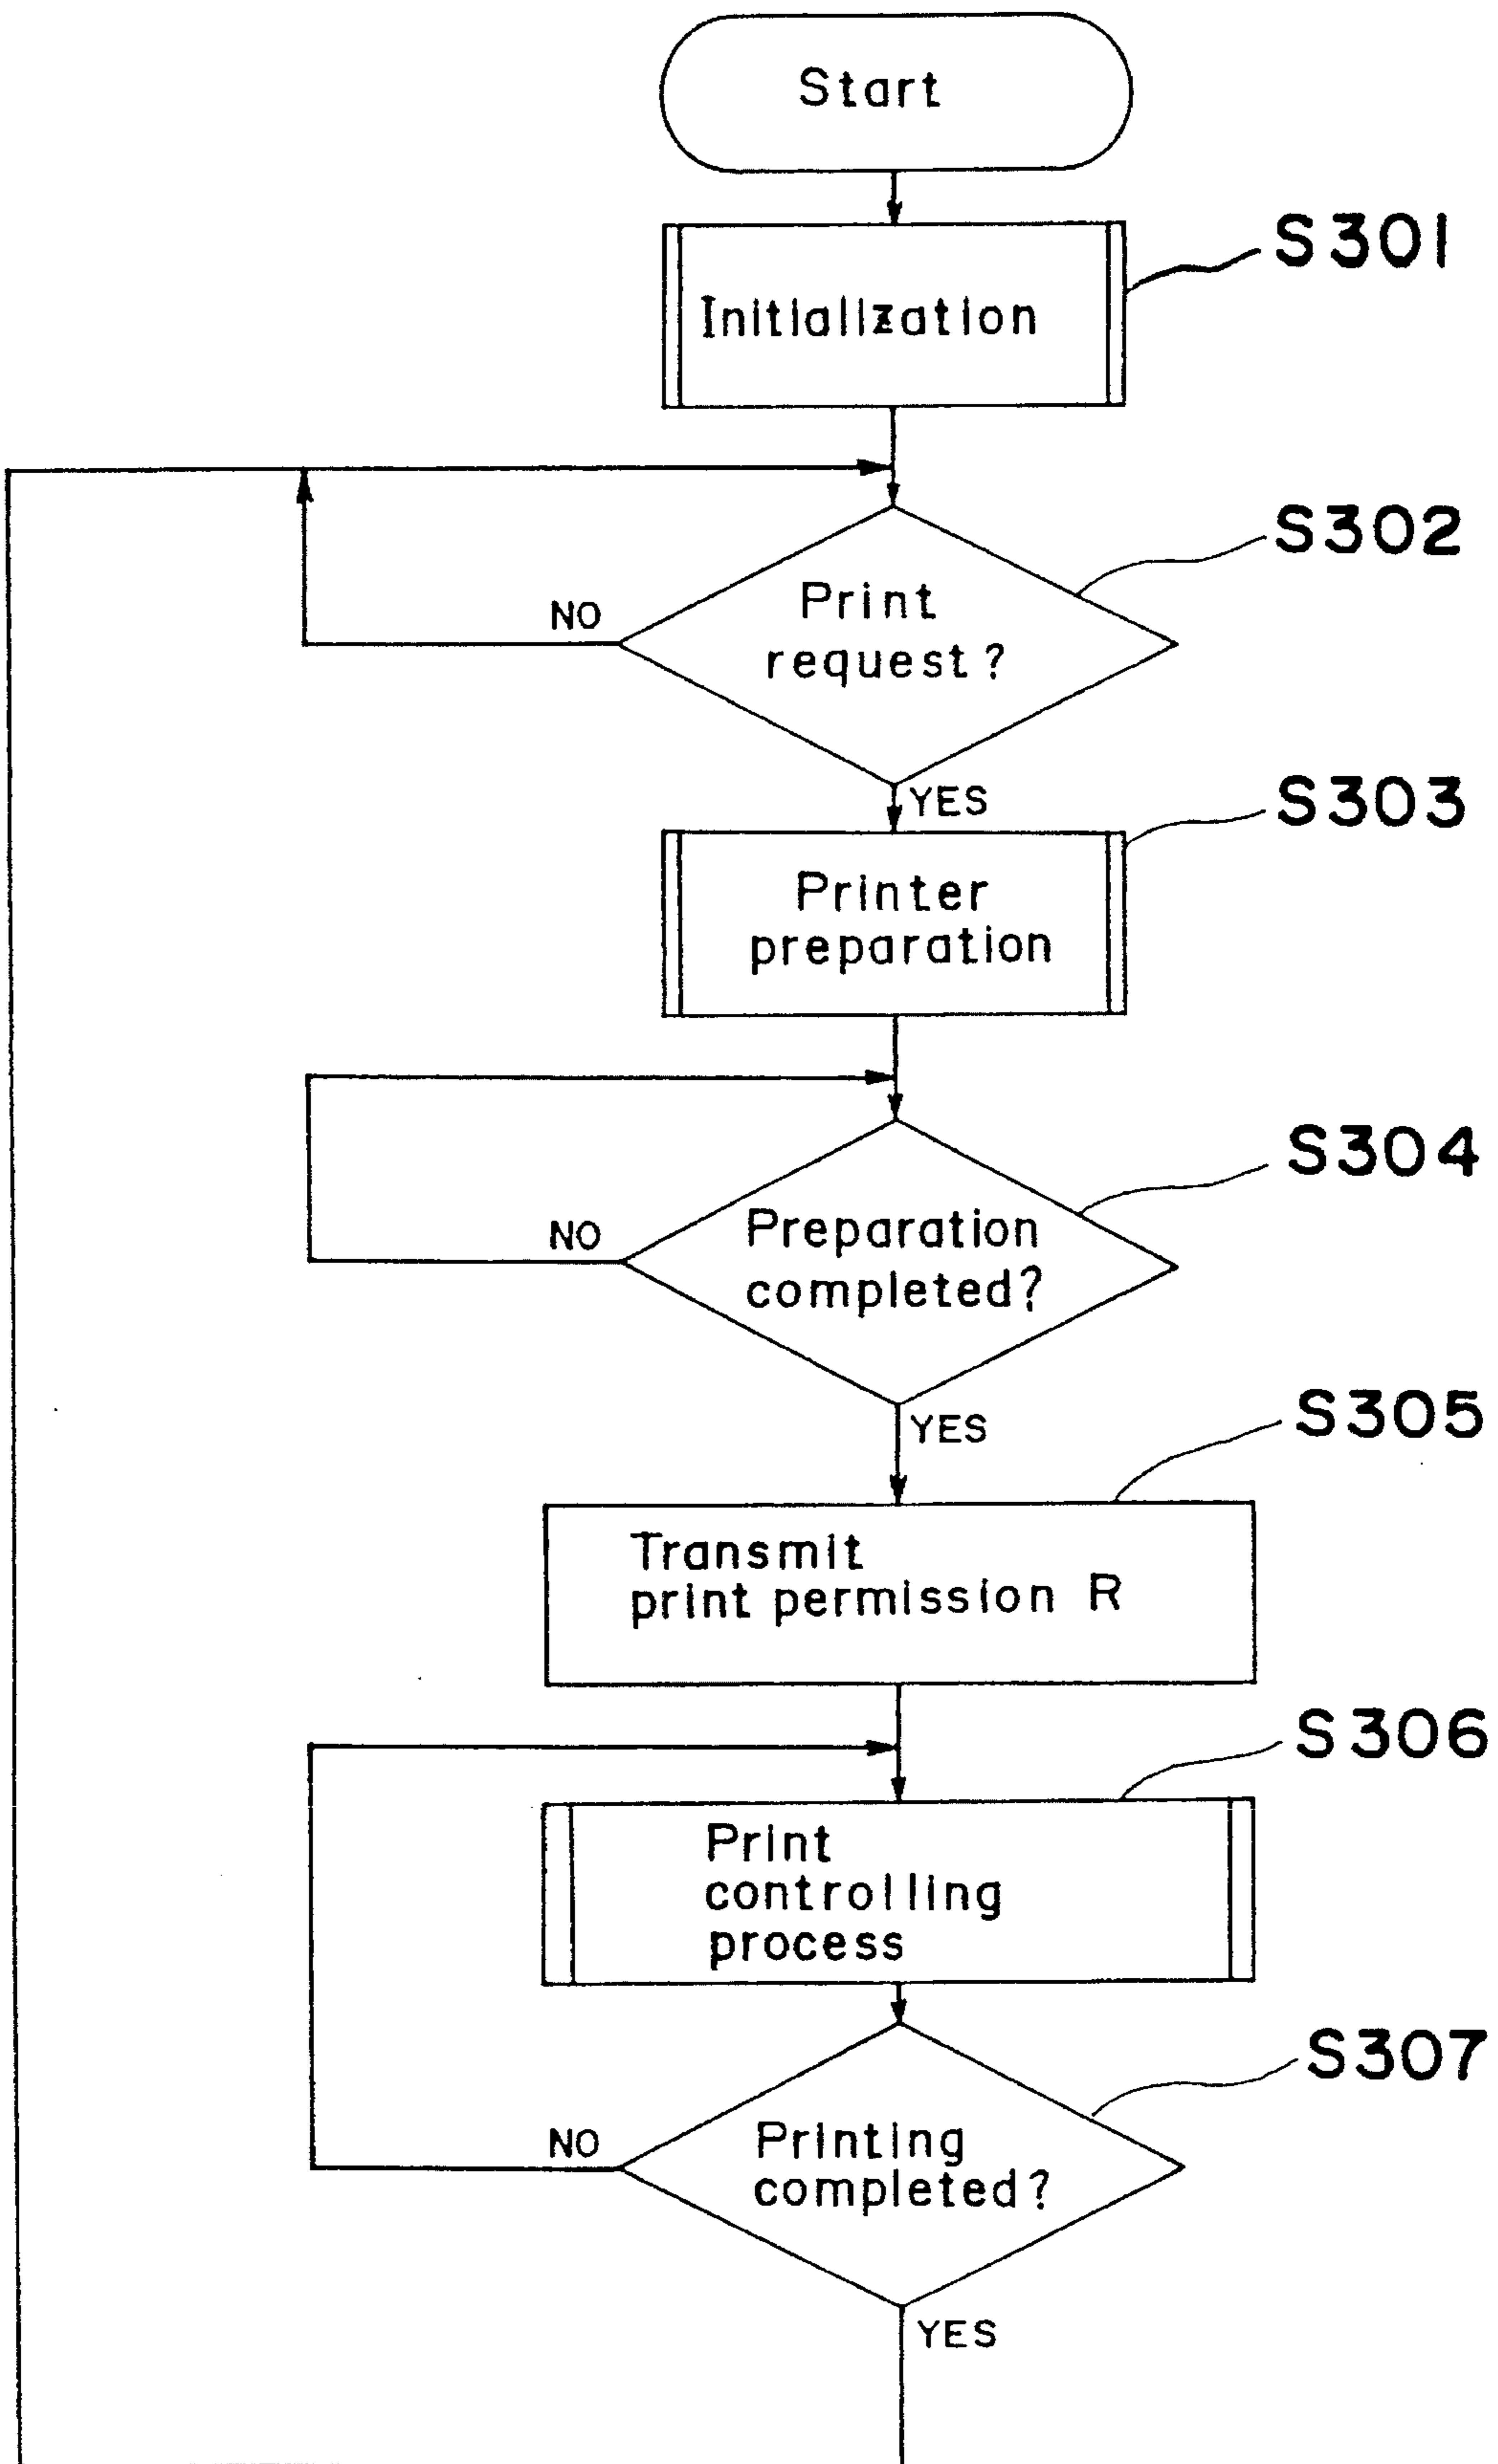 Start
S301
Initialization
S302
Print
request?
NO
YES
S303
Printer
preparation
S304
Preparation
completed?
NO
YES
S305
Transmit
print permission R
S306
Print
controlling
process
S307
Printing
completed?
NO
YES